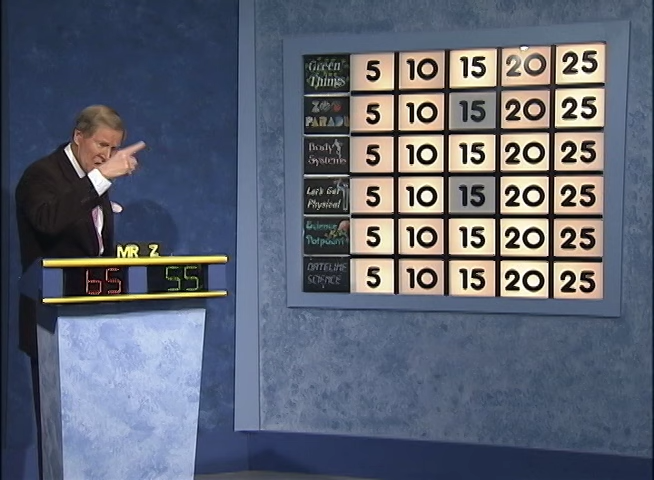 Green Things 5 10 15 20 25
ZOO PARADE 5 10 15 20 25
Body Systems 5 10 15 20 25
Let's Get Physical 5 10 15 20 25
Science Potpourri 5 10 15 20 25
DATELINE SCIENCE 5 10 15 20 25
MR Z
65 55